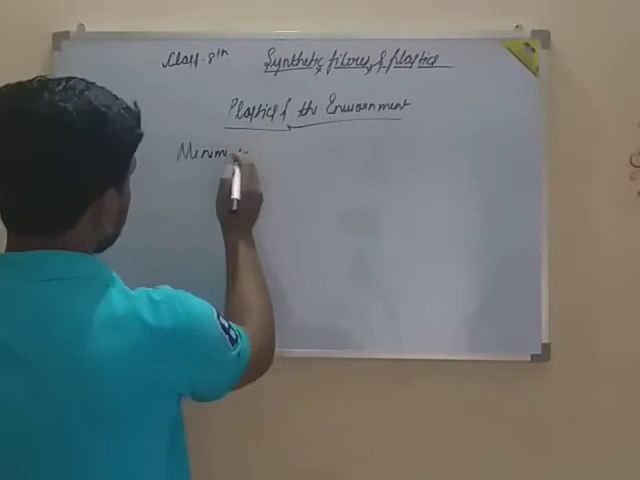 Class-8th Synthetic fibres & plastics
Plastics & the Environment